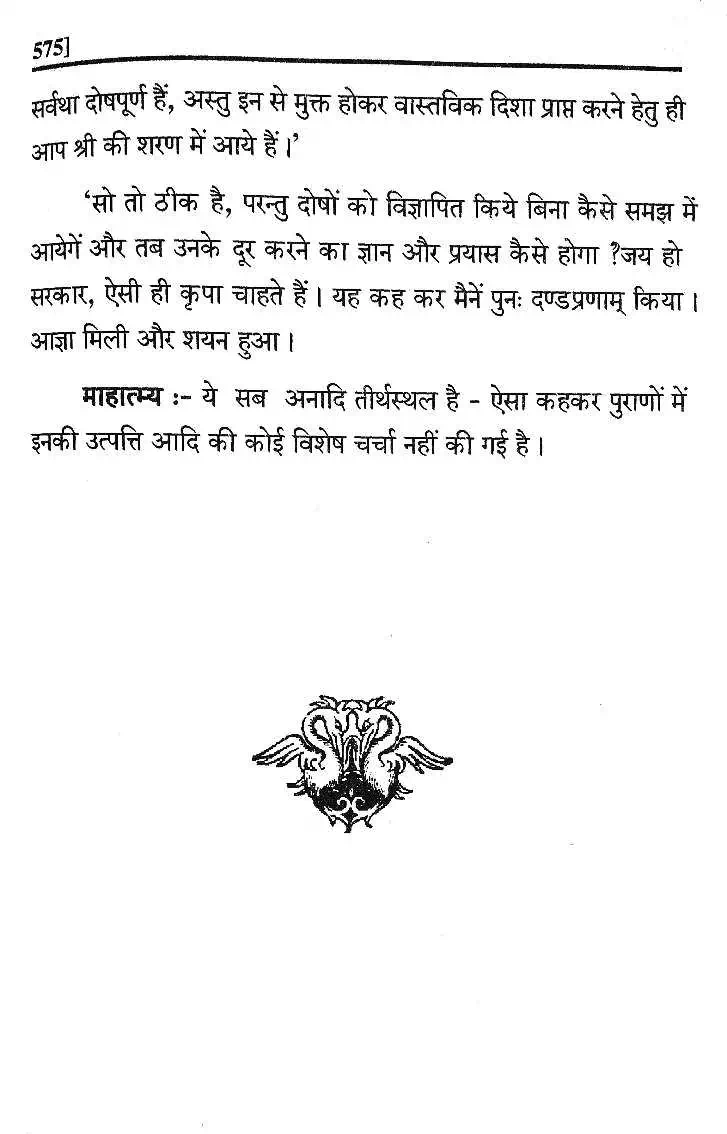 575]
सर्वथा दोषपूर्ण हैं, अस्तु इन से मुक्त होकर वास्तविक दिशा प्राप्त करने हेतु ही
आप श्री की शरण में आये हैं।’
‘सो तो ठीक है, परन्तु दोषों को विज्ञापित किये बिना कैसे समझ में
आयेगें और तब उनके दूर करने का ज्ञान और प्रयास कैसे होगा ?जय हो
सरकार, ऐसी ही कृपा चाहते हैं। यह कह कर मैनें पुनः दण्डप्रणाम् किया।
आज्ञा मिली और शयन हुआ।
माहात्म्य :- ये सब अनादि तीर्थस्थल है - ऐसा कहकर पुराणों में
इनकी उत्पत्ति आदि की कोई विशेष चर्चा नहीं की गई है।